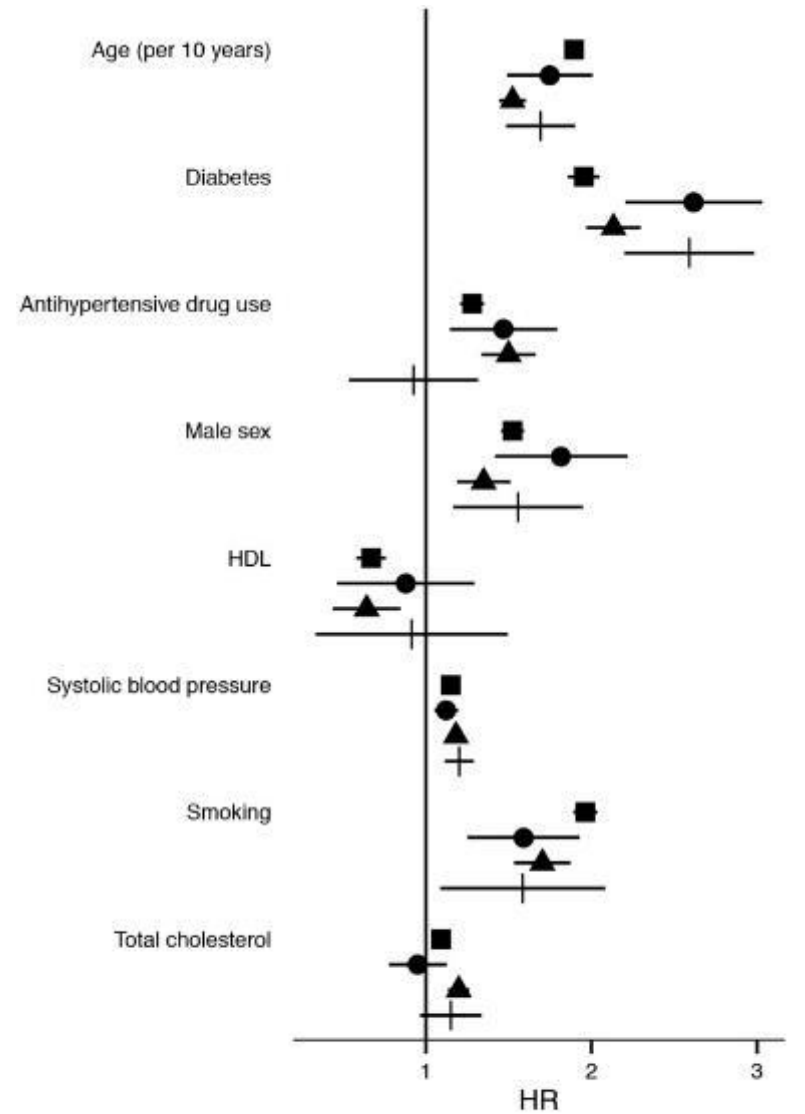 Age (per 10 years)
Diabetes
Antihypertensive drug use
Male sex
HDL
Systolic blood pressure
Smoking
Total cholesterol
1 2 3
HR